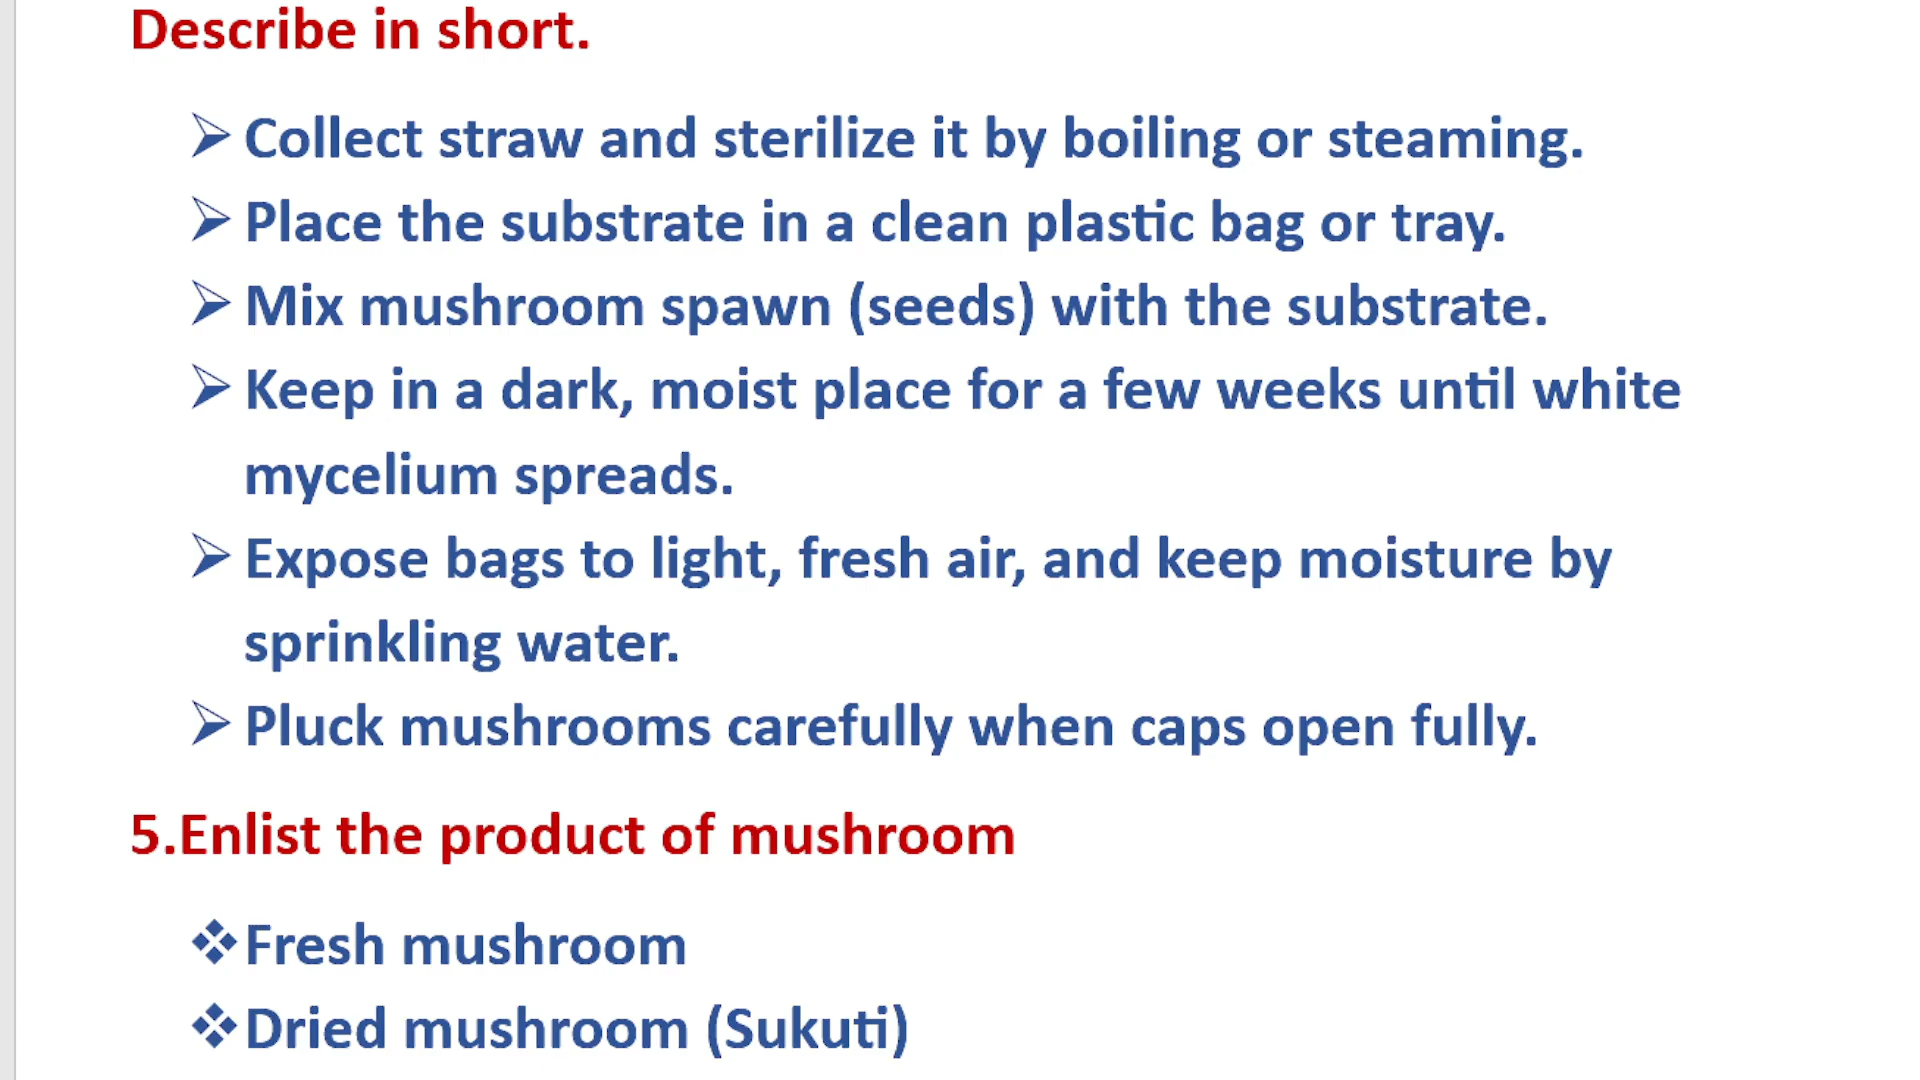 Describe in short.
➢ Collect straw and sterilize it by boiling or steaming.
➢ Place the substrate in a clean plastic bag or tray.
➢ Mix mushroom spawn (seeds) with the substrate.
➢ Keep in a dark, moist place for a few weeks until white
mycelium spreads.
➢ Expose bags to light, fresh air, and keep moisture by
sprinkling water.
➢ Pluck mushrooms carefully when caps open fully.
5.Enlist the product of mushroom
❖ Fresh mushroom
❖ Dried mushroom (Sukuti)